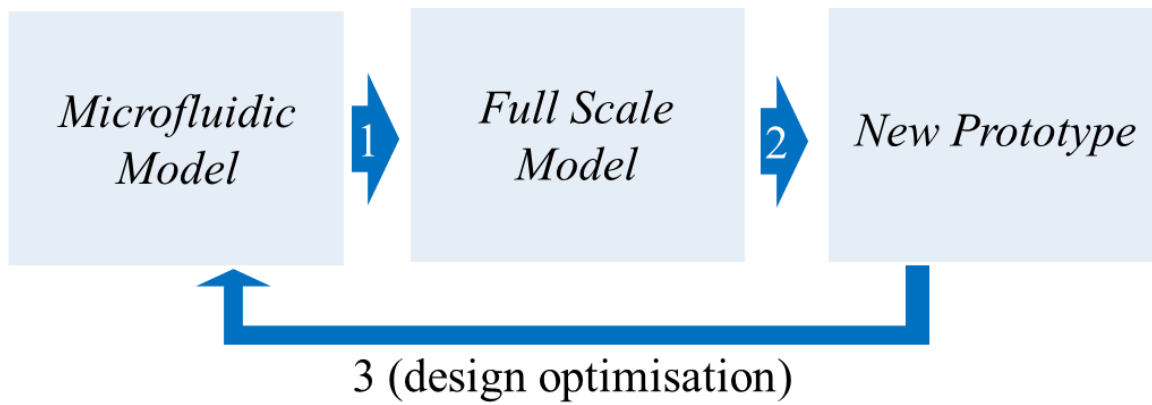 Microfluidic
Model
1
Full Scale
Model
2
New Prototype
3 (design optimisation)